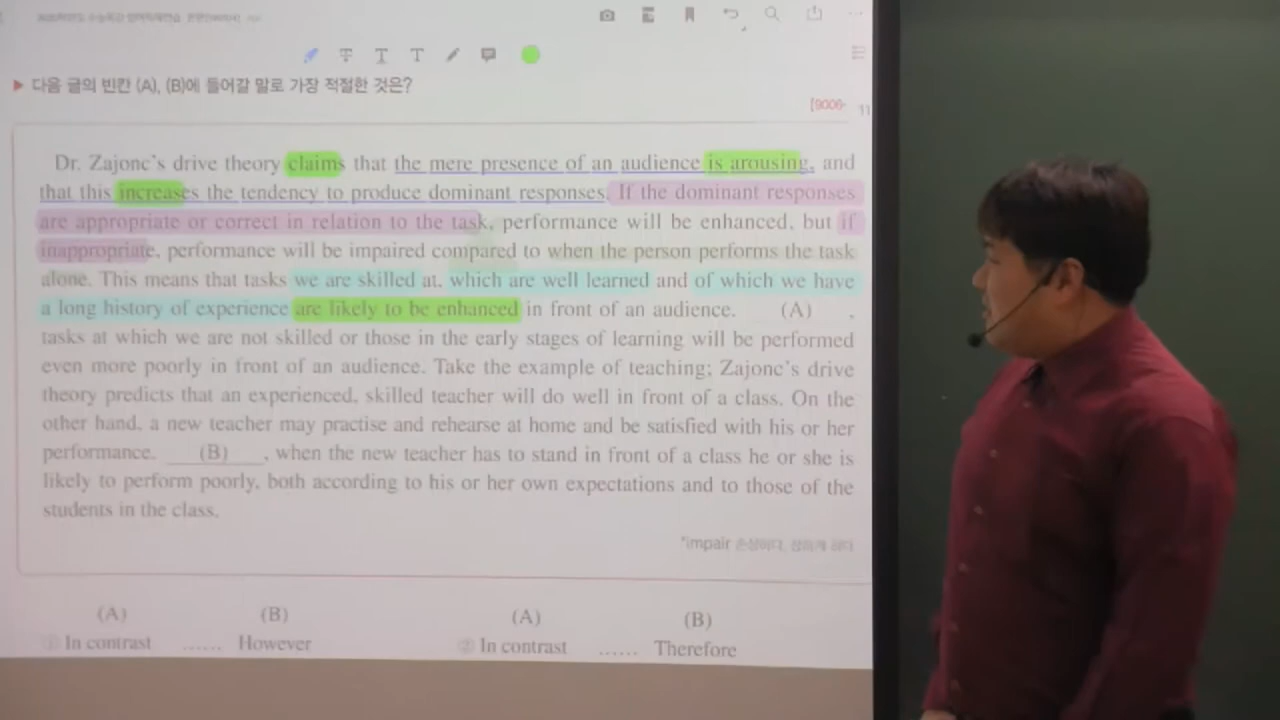 ▶ 다음 글의 빈칸 (A), (B)에 들어갈 말로 가장 적절한 것은?
[9006-
11
Dr. Zajonc's drive theory claims that the mere presence of an audience is arousing, and
that this increases the tendency to produce dominant responses. If the dominant responses
are appropriate or correct in relation to the task, performance will be enhanced, but if
inappropriate, performance will be impaired compared to when the person performs the task
alone. This means that tasks we are skilled at, which are well learned and of which we have
a long history of experience are likely to be enhanced in front of an audience. (A) ,
tasks at which we are not skilled or those in the early stages of learning will be performed
even more poorly in front of an audience. Take the example of teaching; Zajonc's drive
theory predicts that an experienced, skilled teacher will do well in front of a class. On the
other hand, a new teacher may practise and rehearse at home and be satisfied with his or her
performance. (B) , when the new teacher has to stand in front of a class he or she is
likely to perform poorly, both according to his or her own expectations and to those of the
students in the class.
*impair
(A) (B) (A) (B)
① In contrast ...... However ② In contrast ...... Therefore